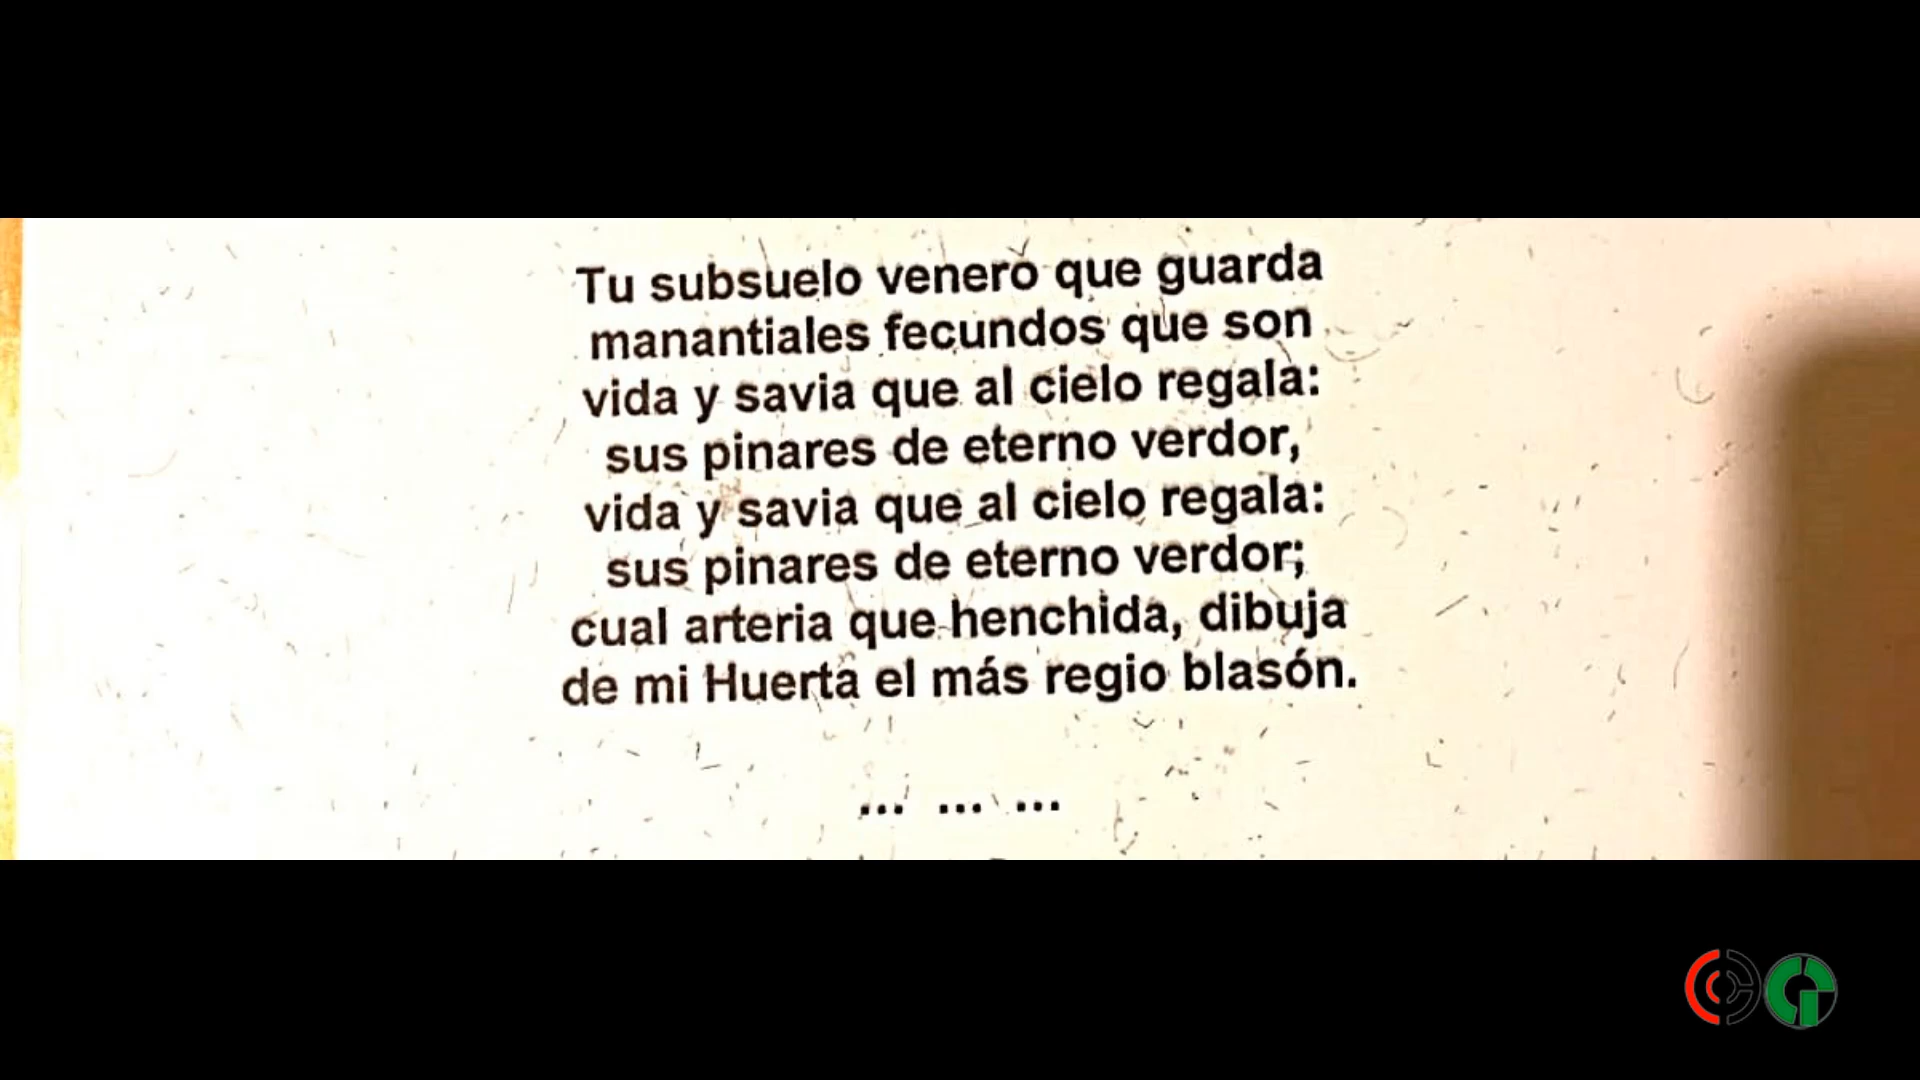 Tu subsuelo venero que guarda
manantiales fecundos que son
vida y savia que al cielo regala:
sus pinares de eterno verdor,
vida y savia que al cielo regala:
sus pinares de eterno verdor;
cual arteria que henchida, dibuja
de mi Huerta el más regio blasón.
... ... ...